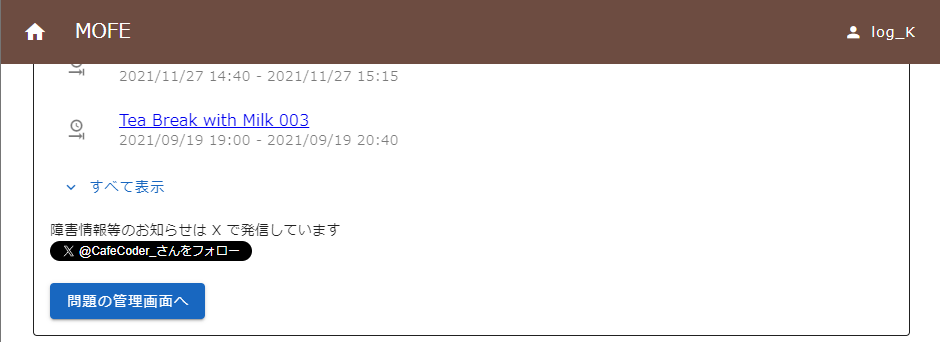 MOFE
log_K
2021/11/27 14:40 - 2021/11/27 15:15
Tea Break with Milk 003
2021/09/19 19:00 - 2021/09/19 20:40
すべて表示
障害情報等のお知らせは X で発信しています
@CafeCoder_さんをフォロー
問題の管理画面へ